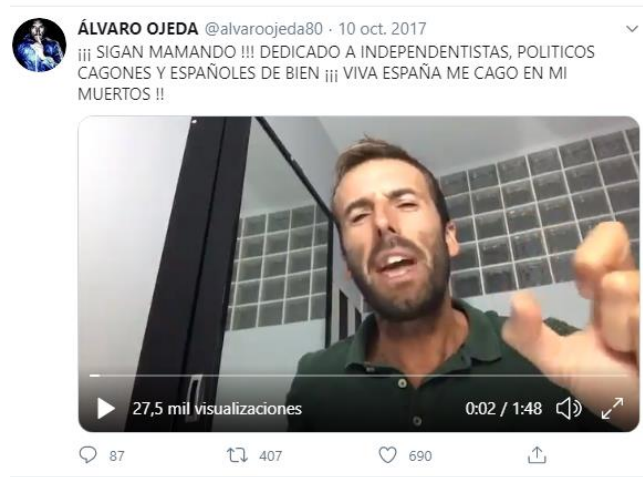 ÁLVARO OJEDA @alvaroojeda80 · 10 oct. 2017
¡¡¡ SIGAN MAMANDO !!! DEDICADO A INDEPENDENTISTAS, POLITICOS
CAGONES Y ESPAÑOLES DE BIEN ¡¡¡ VIVA ESPAÑA ME CAGO EN MI
MUERTOS !!
27,5 mil visualizaciones 0:02 / 1:48
87 407 690